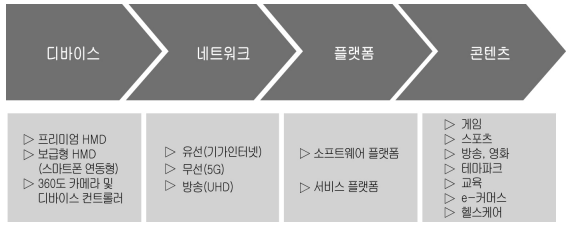 디바이스
네트워크
플랫폼
콘텐츠
▷ 프리미엄 HMD
▷ 보급형 HMD
(스마트폰 연동형)
▷ 360도 카메라 및
디바이스 컨트롤러
▷ 유선(기가인터넷)
▷ 무선(5G)
▷ 방송(UHD)
▷ 소프트웨어 플랫폼
▷ 서비스 플랫폼
▷ 게임
▷ 스포츠
▷ 방송, 영화
▷ 테마파크
▷ 교육
▷ e-커머스
▷ 헬스케어